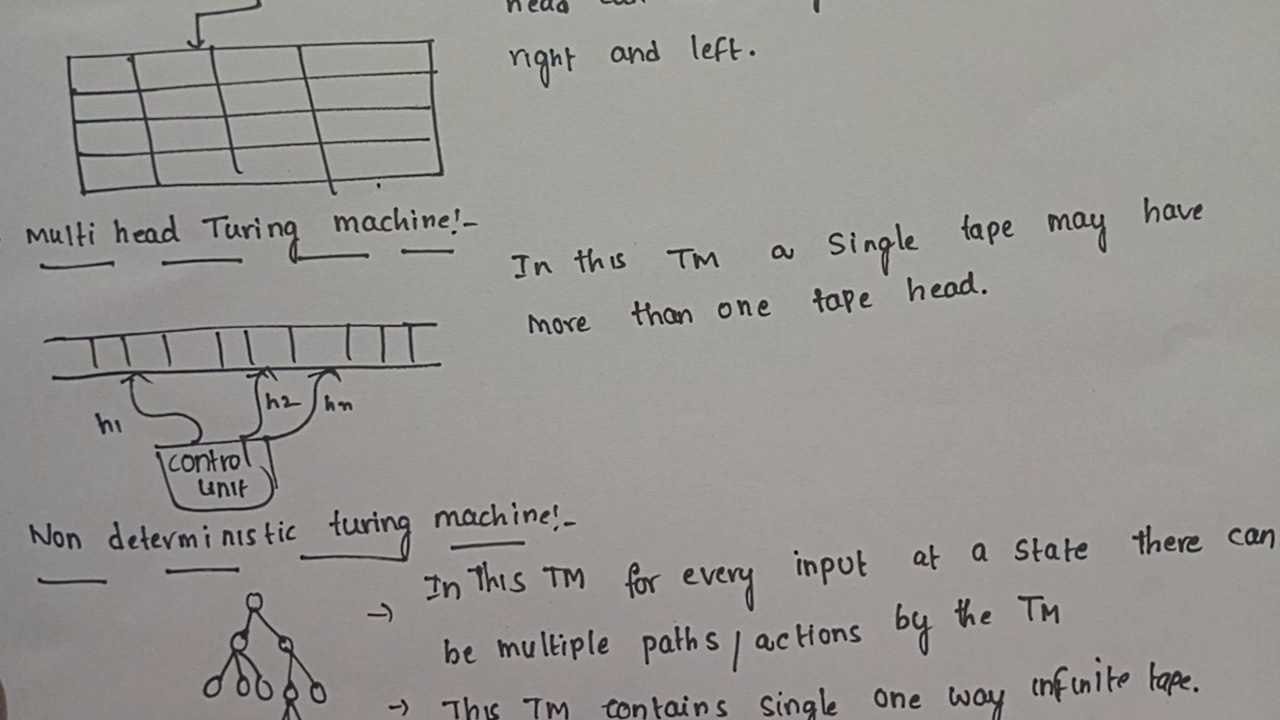 head
right and left.
Multi head Turing machine!-
In this TM a Single tape may have
more than one tape head.
h1
h2
hn
control
unit
Non deterministic turing machine!-
→ In This TM for every input at a state there can
be multiple paths/actions by the TM
→ This TM contains single one way infinite tape.